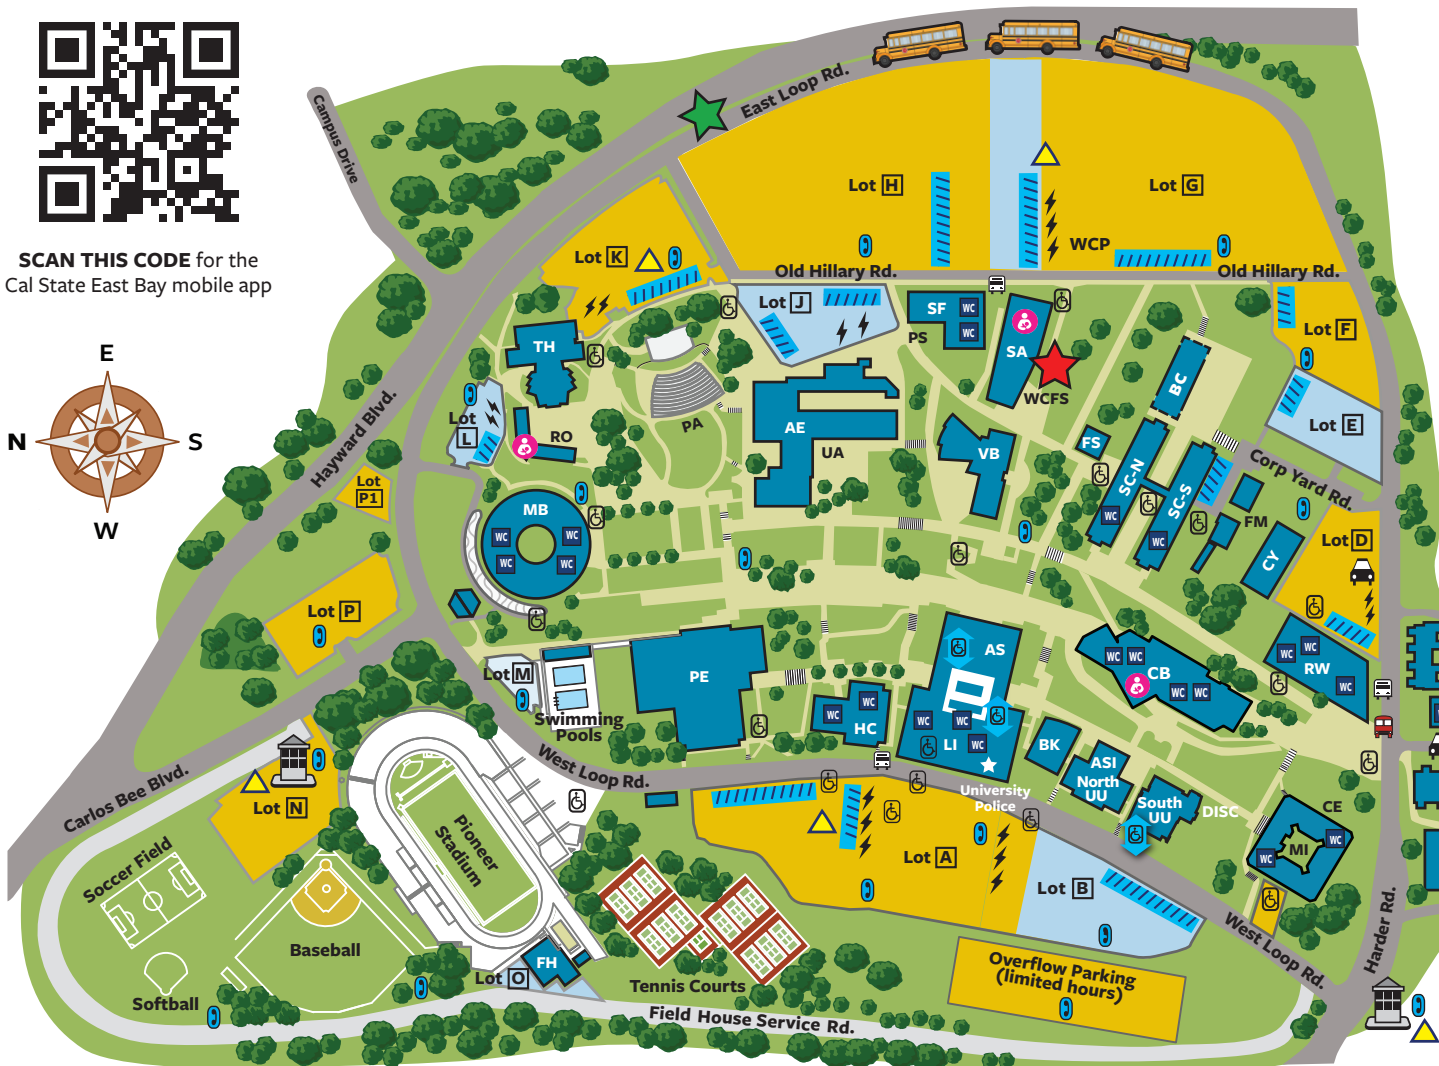 SCAN THIS CODE for the
Cal State East Bay mobile app
E
N
S
W
Campus Drive
East Loop Rd.
Lot H
Lot G
Lot K
WCP
Old Hillary Rd.
Old Hillary Rd.
Lot J
SF
WC
WC
PS
SA
WCFS
Lot F
TH
BC
Lot E
Hayward Blvd.
Lot
L
RO
PA
AE
UA
VB
FS
SC-N
WC
SC-S
WC
Corp Yard Rd.
FM
CY
Lot D
Lot
P1
MB
WC
WC
WC
WC
Lot P
Lot M
Swimming
Pools
PE
AS
WC
WC
CB
WC
WC
WC
WC
RW
WC
WC
WC
HC
WC
WC
WC
LI
WC
BK
ASI
North
UU
South
UU
DISC
University
Police
CE
MI
WC
WC
Carlos Bee Blvd.
West Loop Rd.
Lot N
Pioneer
Stadium
Lot A
Lot B
Soccer Field
Baseball
Softball
Lot O
FH
Tennis Courts
Overflow Parking
(limited hours)
West Loop Rd.
Harder Rd.
Field House Service Rd.